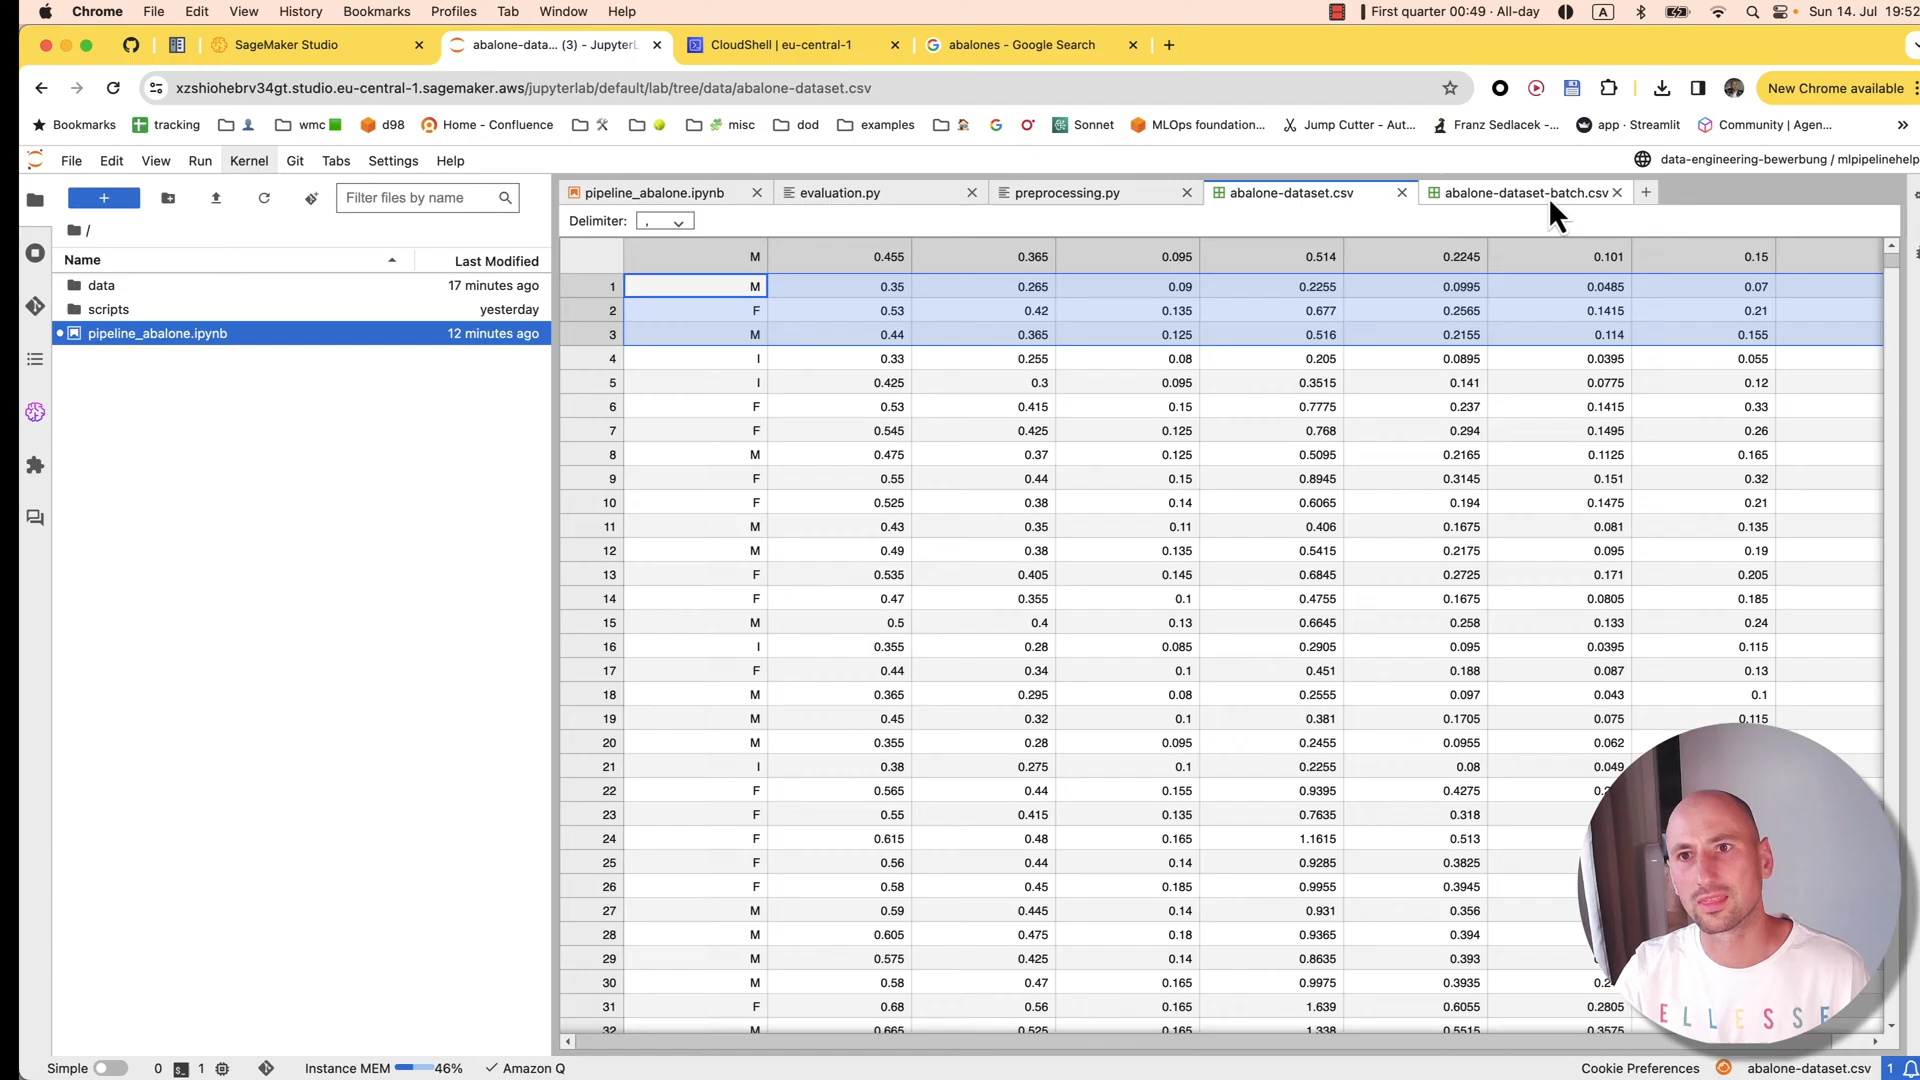 Chrome File Edit View History Bookmarks Profiles Tab Window Help First quarter 00:49 - All-day A Sun 14. Jul 19:52
SageMaker Studio abalone-data... (3) - JupyterL CloudShell | eu-central-1 abalones - Google Search
xzshiohebrv34gt.studio.eu-central-1.sagemaker.aws/jupyterlab/default/lab/tree/data/abalone-dataset.csv New Chrome available
Bookmarks tracking wmc d98 Home - Confluence misc dod examples Sonnet MLOps foundation... Jump Cutter - Aut... Franz Sedlacek -... app · Streamlit Community | Agen...
File Edit View Run Kernel Git Tabs Settings Help data-engineering-bewerbung / mlpipelinehelp
Filter files by name pipeline_abalone.ipynb evaluation.py preprocessing.py abalone-dataset.csv abalone-dataset-batch.csv
Delimiter: ,
/
Name Last Modified
data 17 minutes ago
scripts yesterday
pipeline_abalone.ipynb 12 minutes ago
M 0.455 0.365 0.095 0.514 0.2245 0.101 0.15
1 M 0.35 0.265 0.09 0.2255 0.0995 0.0485 0.07
2 F 0.53 0.42 0.135 0.677 0.2565 0.1415 0.21
3 M 0.44 0.365 0.125 0.516 0.2155 0.114 0.155
4 I 0.33 0.255 0.08 0.205 0.0895 0.0395 0.055
5 I 0.425 0.3 0.095 0.3515 0.141 0.0775 0.12
6 F 0.53 0.415 0.15 0.7775 0.237 0.1415 0.33
7 F 0.545 0.425 0.125 0.768 0.294 0.1495 0.26
8 M 0.475 0.37 0.125 0.5095 0.2165 0.1125 0.165
9 F 0.55 0.44 0.15 0.8945 0.3145 0.151 0.32
10 F 0.525 0.38 0.14 0.6065 0.194 0.1475 0.21
11 M 0.43 0.35 0.11 0.406 0.1675 0.081 0.135
12 M 0.49 0.38 0.135 0.5415 0.2175 0.095 0.19
13 F 0.535 0.405 0.145 0.6845 0.2725 0.171 0.205
14 F 0.47 0.355 0.1 0.4755 0.1675 0.0805 0.185
15 M 0.5 0.4 0.13 0.6645 0.258 0.133 0.24
16 I 0.355 0.28 0.085 0.2905 0.095 0.0395 0.115
17 F 0.44 0.34 0.1 0.451 0.188 0.087 0.13
18 M 0.365 0.295 0.08 0.2555 0.097 0.043 0.1
19 M 0.45 0.32 0.1 0.381 0.1705 0.075 0.115
20 M 0.355 0.28 0.095 0.2455 0.0955 0.062
21 I 0.38 0.275 0.1 0.2255 0.08 0.049
22 F 0.565 0.44 0.155 0.9395 0.4275
23 F 0.55 0.415 0.135 0.7635 0.318
24 F 0.615 0.48 0.165 1.1615 0.513
25 F 0.56 0.44 0.14 0.9285 0.3825
26 F 0.58 0.45 0.185 0.9955 0.3945
27 M 0.59 0.445 0.14 0.931 0.356
28 M 0.605 0.475 0.18 0.9365 0.394
29 M 0.575 0.425 0.14 0.8635 0.393
30 M 0.58 0.47 0.165 0.9975 0.3935
31 F 0.68 0.56 0.165 1.639 0.6055 0.2805
32 M 0.665 0.525 0.165 1.338 0.5515 0.3575
ELLESSE
Simple 0 1 Instance MEM 46% Amazon Q Cookie Preferences abalone-dataset.csv 1